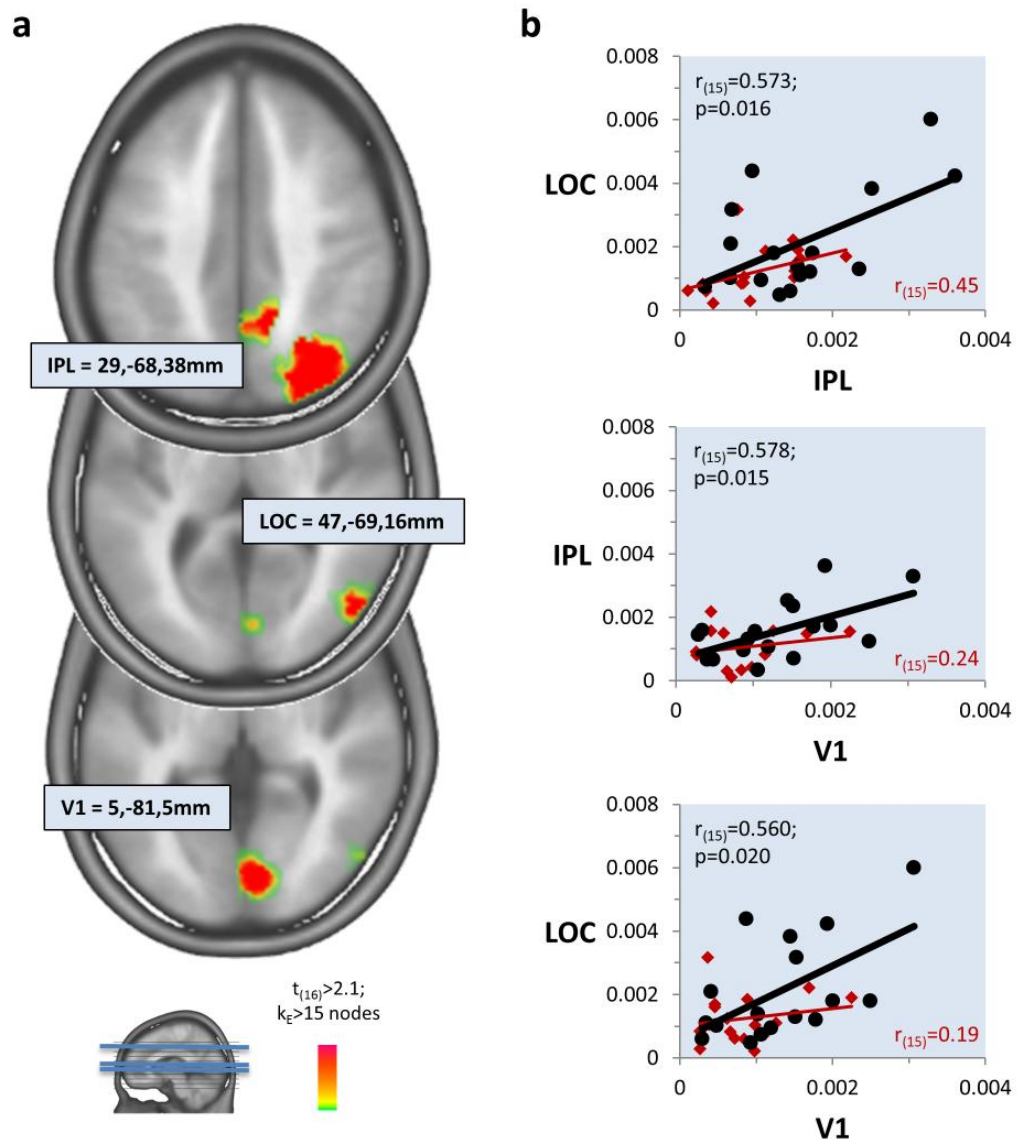 a
IPL = 29,-68,38mm
LOC = 47,-69,16mm
V1 = 5,-81,5mm
t(16)>2.1;
kE>15 nodes
b
0.008
r(15)=0.573;
p=0.016
0.006
LOC 0.004
0.002
r(15)=0.45
0
0 0.002 0.004
IPL
0.008
r(15)=0.578;
p=0.015
0.006
IPL 0.004
0.002
r(15)=0.24
0
0 0.002 0.004
V1
0.008
r(15)=0.560;
p=0.020
0.006
LOC 0.004
0.002
r(15)=0.19
0
0 0.002 0.004
V1